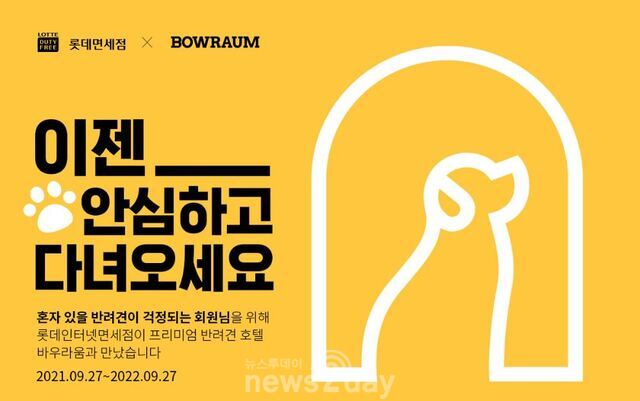 LOTTE
DUTY
FREE
롯데면세점 × BOWRAUM
이젠
안심하고
다녀오세요
혼자 있을 반려견이 걱정되는 회원님을 위해
롯데인터넷면세점이 프리미엄 반려견 호텔
바우라움과 만났습니다
2021.09.27~2022.09.27
뉴스투데이
news2day